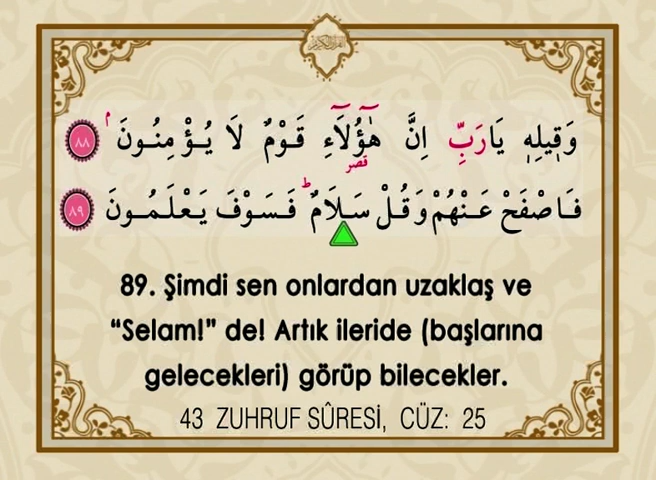 وَقٖيلِهٖ يَارَبِّ اِنَّ هٰٓؤُلَٓاءِ قَوْمٌ لَا يُؤْمِنُونَۢ ٨٨
قصر
فَاصْفَحْ عَنْهُمْ وَقُلْ سَلَامٌؕ فَسَوْفَ يَعْلَمُونَ ٨٩
89. Şimdi sen onlardan uzaklaş ve
“Selam!” de! Artık ileride (başlarına
gelecekleri) görüp bilecekler.
43 ZUHRUF SÛRESİ, CÜZ: 25